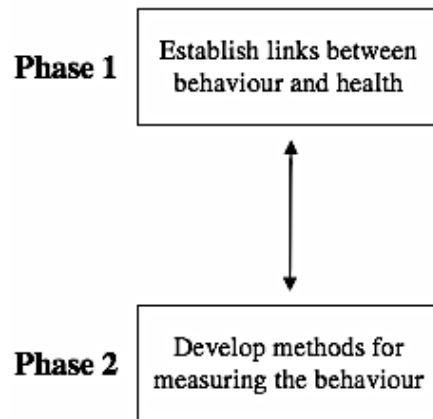 Phase 1
Establish links between
behaviour and health
Phase 2
Develop methods for
measuring the behaviour